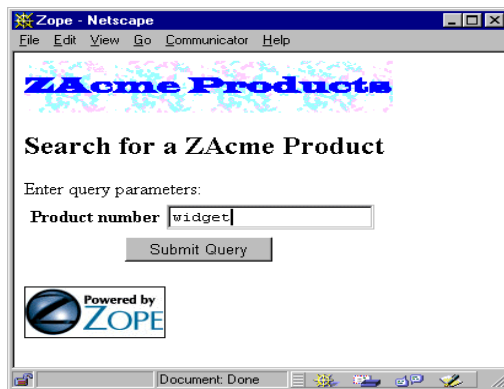 Zope - Netscape
File Edit View Go Communicator Help
ZAcme Products
Search for a ZAcme Product
Enter query parameters:
Product number widget
Submit Query
Powered by
ZOPE
Document: Done